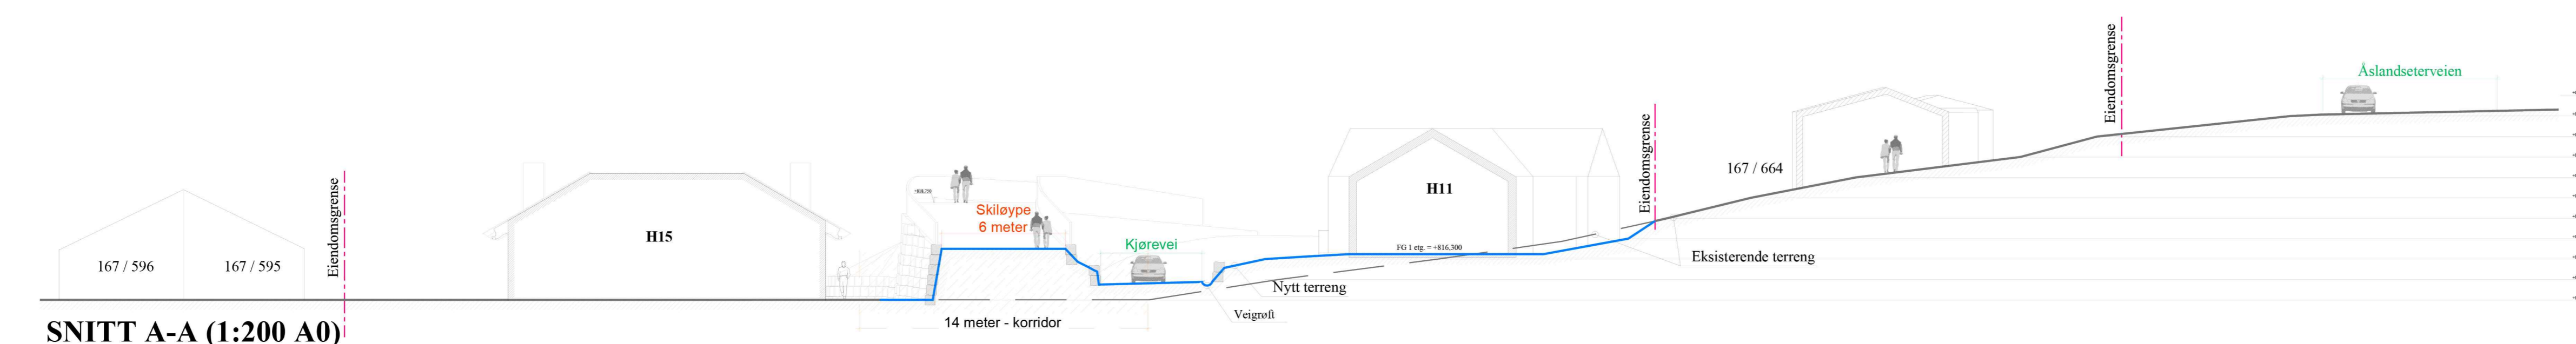 167 / 596
167 / 595
Eiendomsgrense
H15
+818,750
Skiløype
6 meter
Kjørevei
H11
FG 1 etg. = +816,300
Eiendomsgrense
167 / 664
Eiendomsgrense
Åslandseterveien
Eksisterende terreng
Nytt terreng
Veigrøft
14 meter - korridor
SNITT A-A (1:200 A0)